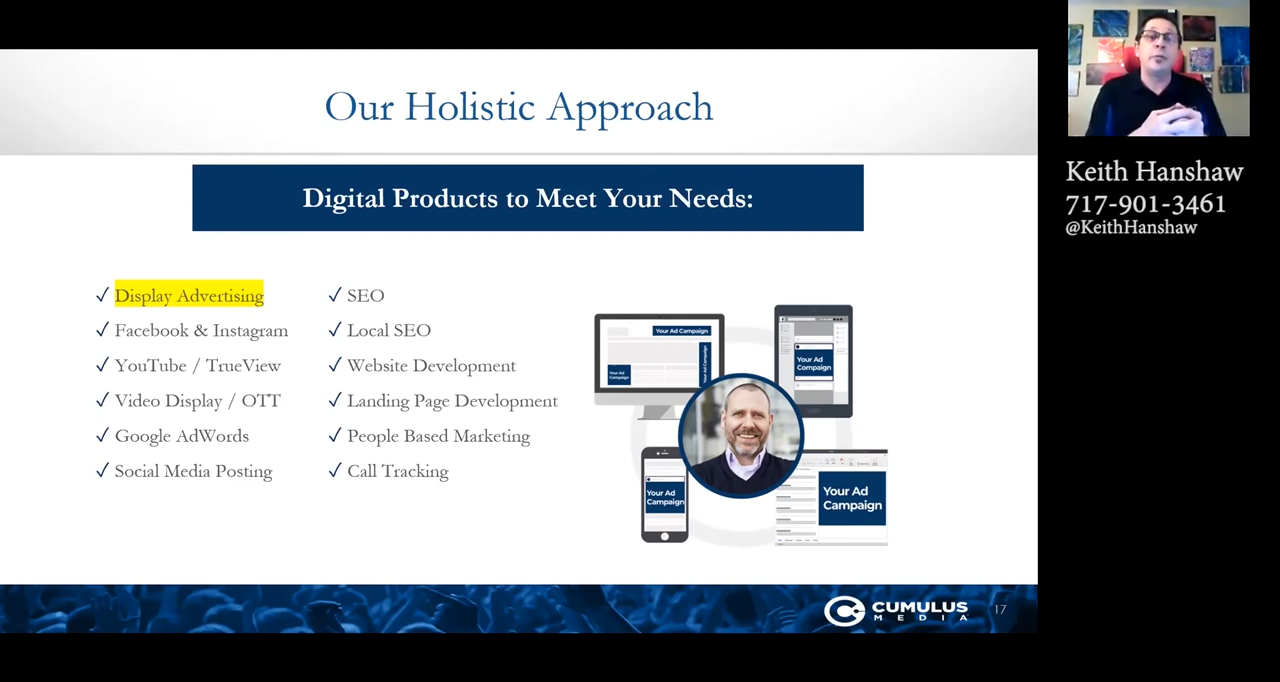 Our Holistic Approach
Digital Products to Meet Your Needs:
✓ Display Advertising
✓ Facebook & Instagram
✓ YouTube / TrueView
✓ Video Display / OTT
✓ Google AdWords
✓ Social Media Posting
✓ SEO
✓ Local SEO
✓ Website Development
✓ Landing Page Development
✓ People Based Marketing
✓ Call Tracking
Your Ad Campaign
Your Ad Campaign
Your Ad
Campaign
Your Ad
Campaign
Your Ad
Campaign
Your Ad
Campaign
CUMULUS
MEDIA
17
Keith Hanshaw
717-901-3461
@KeithHanshaw